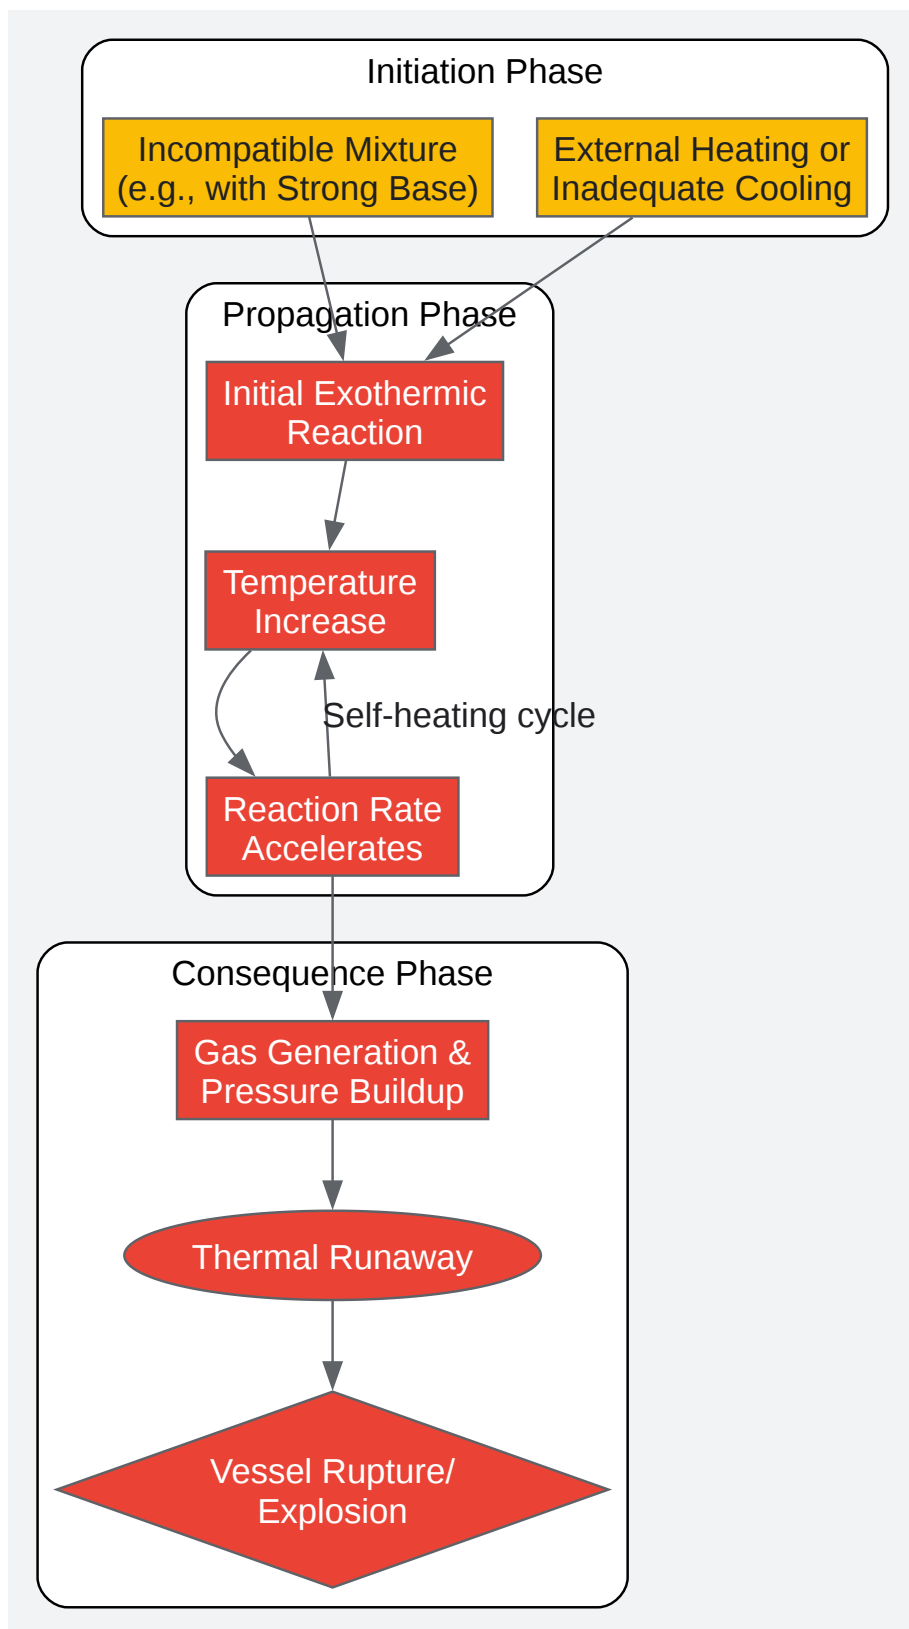 Initiation Phase
Incompatible Mixture
(e.g., with Strong Base)
External Heating or
Inadequate Cooling
Propagation Phase
Initial Exothermic
Reaction
Temperature
Increase
Self-heating cycle
Reaction Rate
Accelerates
Consequence Phase
Gas Generation &
Pressure Buildup
Thermal Runaway
Vessel Rupture/
Explosion